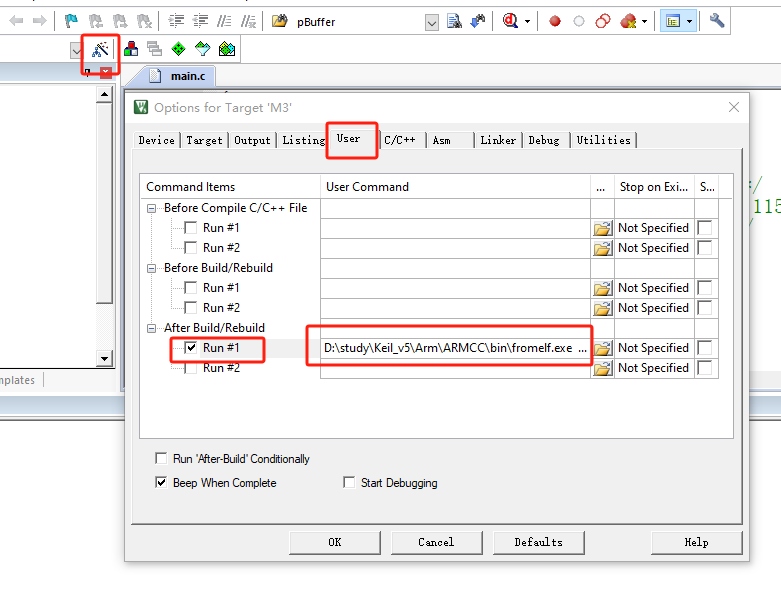 pBuffer
main.c
Options for Target 'M3'
Device Target Output Listing User C/C++ Asm Linker Debug Utilities
Command Items User Command ... Stop on Exi... S...
Before Compile C/C++ File
Run #1 Not Specified
Run #2 Not Specified
Before Build/Rebuild
Run #1 Not Specified
Run #2 Not Specified
After Build/Rebuild
Run #1 D:\study\Keil_v5\Arm\ARMCC\bin\fromelf.exe ... Not Specified
Run #2 Not Specified
/
115
mplates
Run 'After-Build' Conditionally
Beep When Complete Start Debugging
OK Cancel Defaults Help